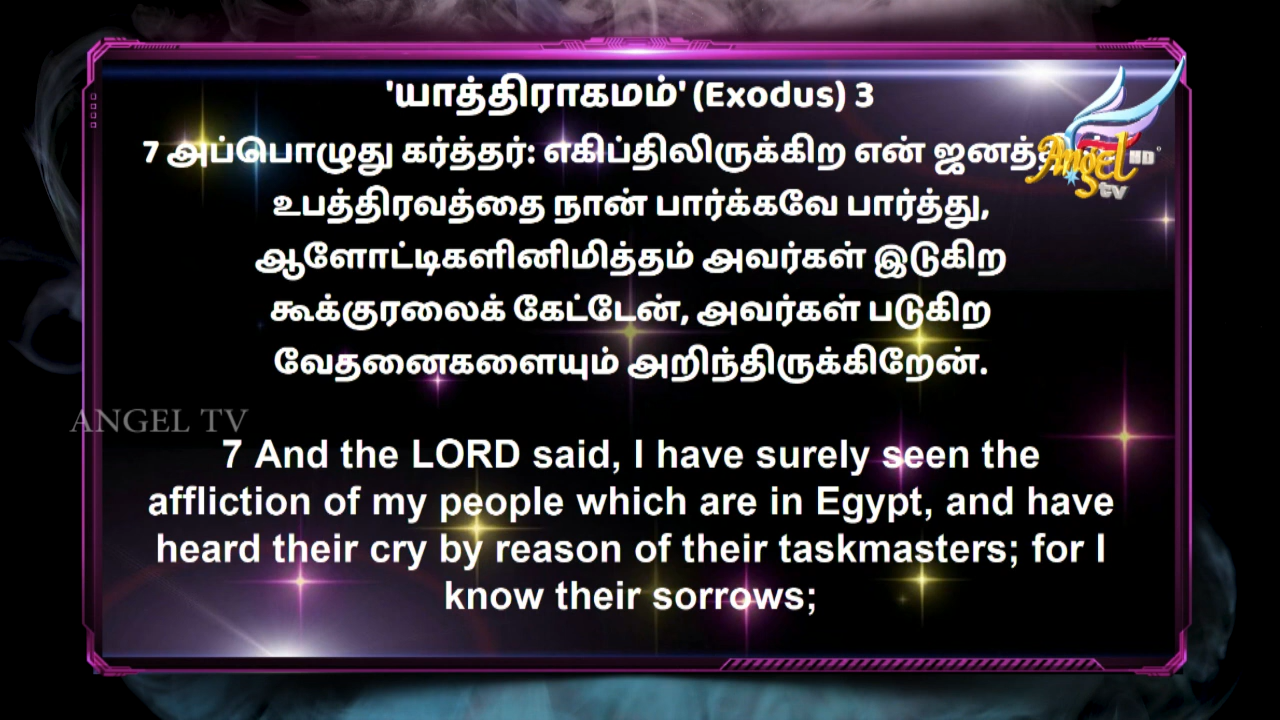 'யாத்திராகமம்' (Exodus) 3
7 அப்பொழுது கர்த்தர்: எகிப்திலிருக்கிற என்
Angel HD
tv
உபத்திரவத்தை நான் பார்க்கவே பார்த்து,
ஆளோட்டிகளினிமித்தம் அவர்கள் இடுகிற
கூக்குரலைக் கேட்டேன், அவர்கள் படுகிற
வேதனைகளையும் அறிந்திருக்கிறேன்.
ANGEL TV
7 And the LORD said, I have surely seen the
affliction of my people which are in Egypt, and have
heard their cry by reason of their taskmasters; for I
know their sorrows;